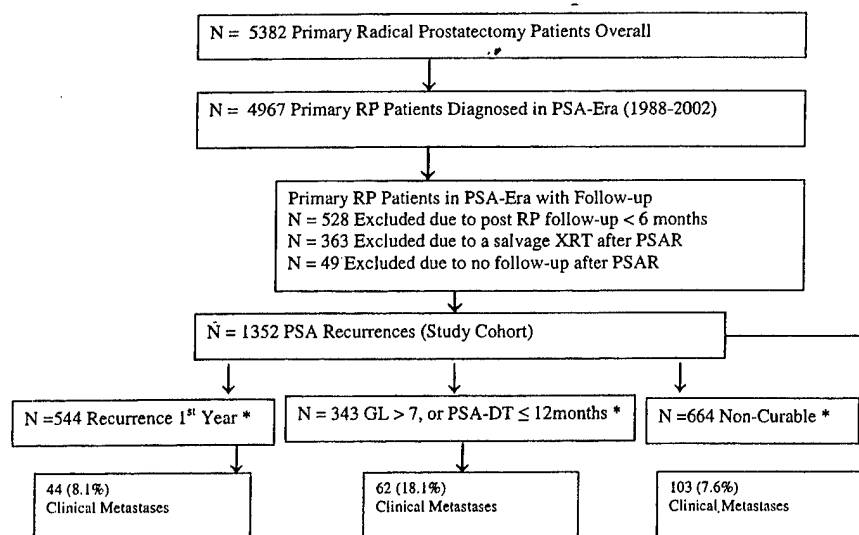 N = 5382 Primary Radical Prostatectomy Patients Overall
N = 4967 Primary RP Patients Diagnosed in PSA-Era (1988-2002)
Primary RP Patients in PSA-Era with Follow-up
N = 528 Excluded due to post RP follow-up < 6 months
N = 363 Excluded due to a salvage XRT after PSAR
N = 49 Excluded due to no follow-up after PSAR
N = 1352 PSA Recurrences (Study Cohort)
N =544 Recurrence 1st Year *
N = 343 GL > 7, or PSA-DT ≤ 12months *
N =664 Non-Curable *
44 (8.1%)
Clinical Metastases
62 (18.1%)
Clinical Metastases
103 (7.6%)
Clinical Metastases